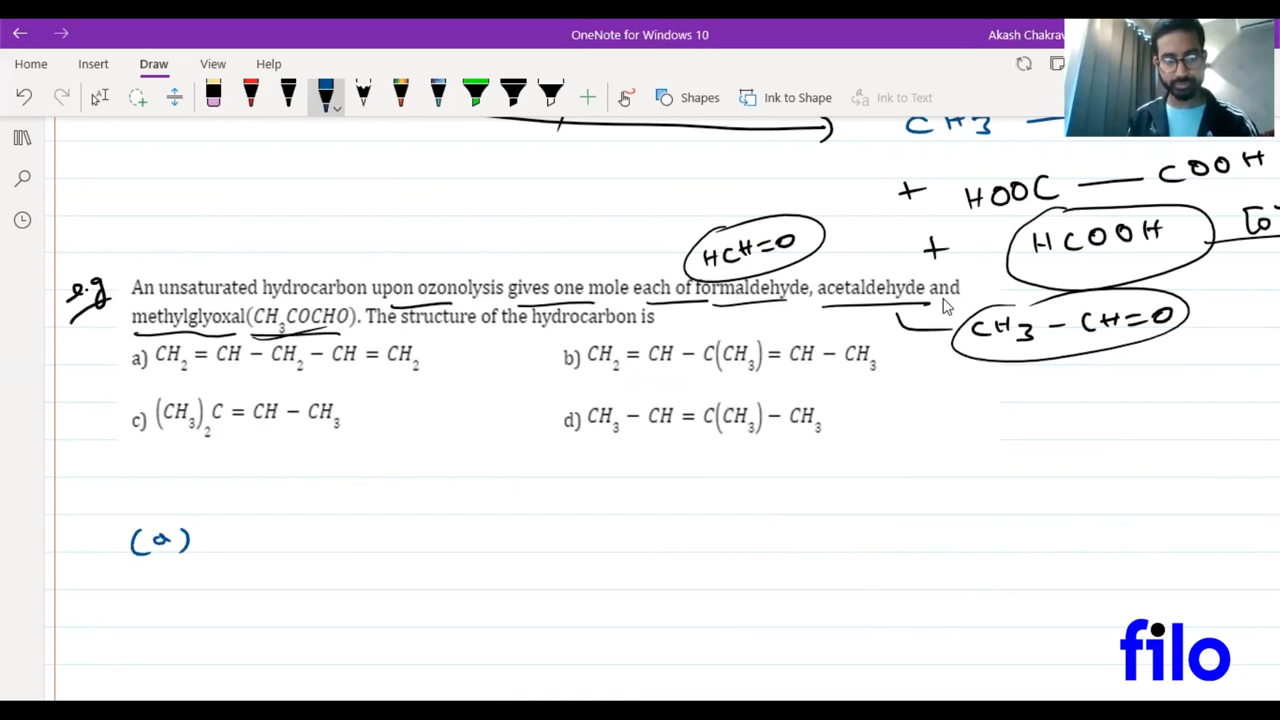 OneNote for Windows 10
Akash Chakrav
Home Insert Draw View Help
Shapes Ink to Shape Ink to Text
CH3 —
+ HOOC — COOH
+ HCOOH [O]
HCH=O
e.g An unsaturated hydrocarbon upon ozonolysis gives one mole each of formaldehyde, acetaldehyde and
methylglyoxal(CH₃COCHO). The structure of the hydrocarbon is
CH3 - CH=O
a) CH₂ = CH − CH₂ − CH = CH₂ b) CH₂ = CH − C(CH₃) = CH − CH₃
c) (CH₃)₂C = CH − CH₃ d) CH₃ − CH = C(CH₃) − CH₃
(a)
filo